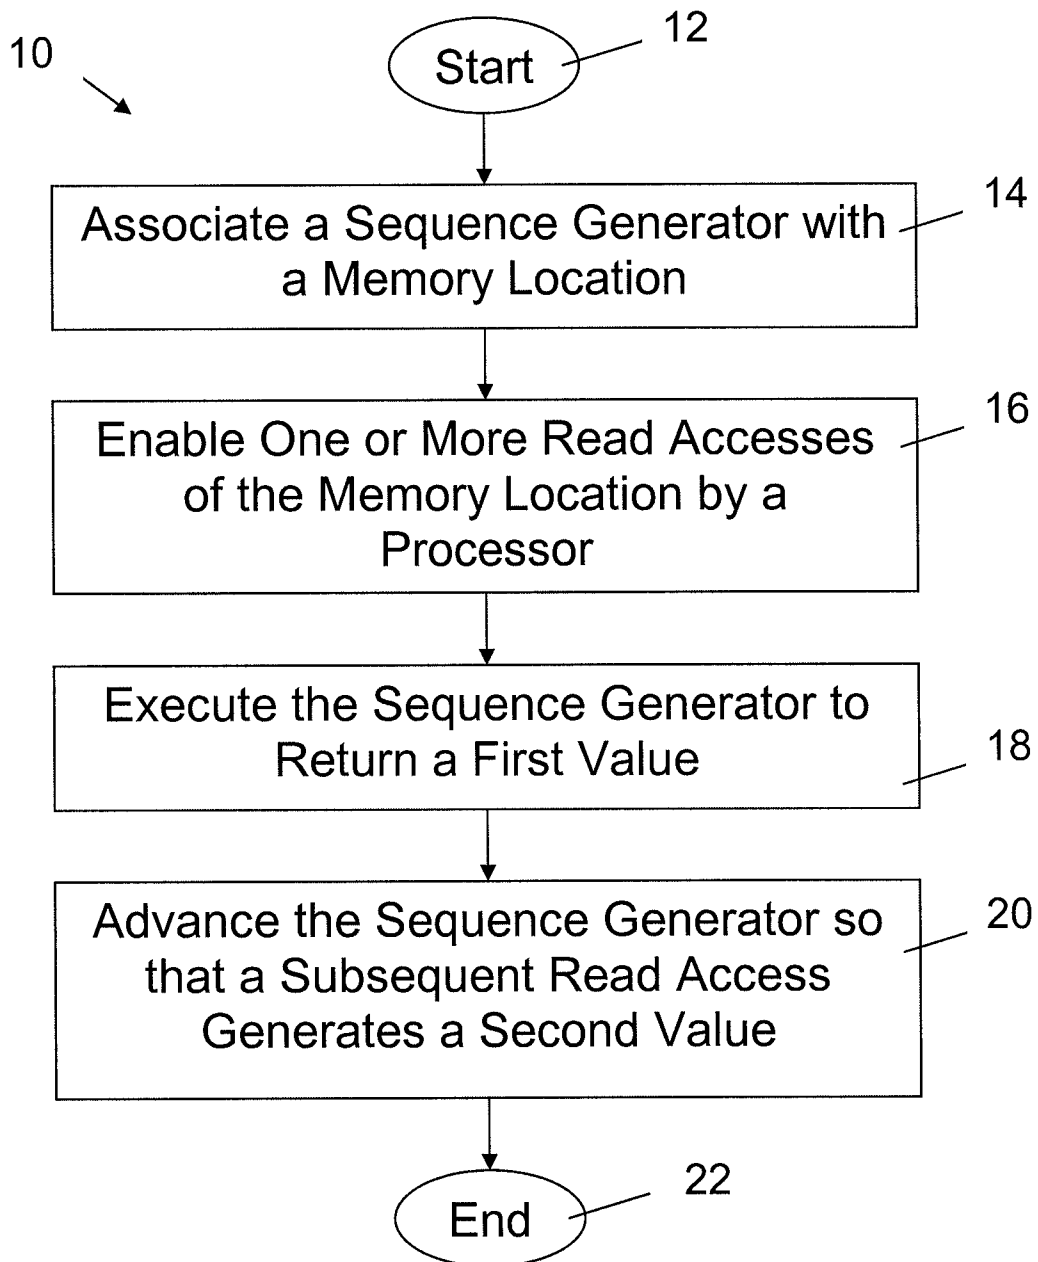 10
Start
12
Associate a Sequence Generator with
a Memory Location
14
Enable One or More Read Accesses
of the Memory Location by a
Processor
16
Execute the Sequence Generator to
Return a First Value
18
Advance the Sequence Generator so
that a Subsequent Read Access
Generates a Second Value
20
End
22